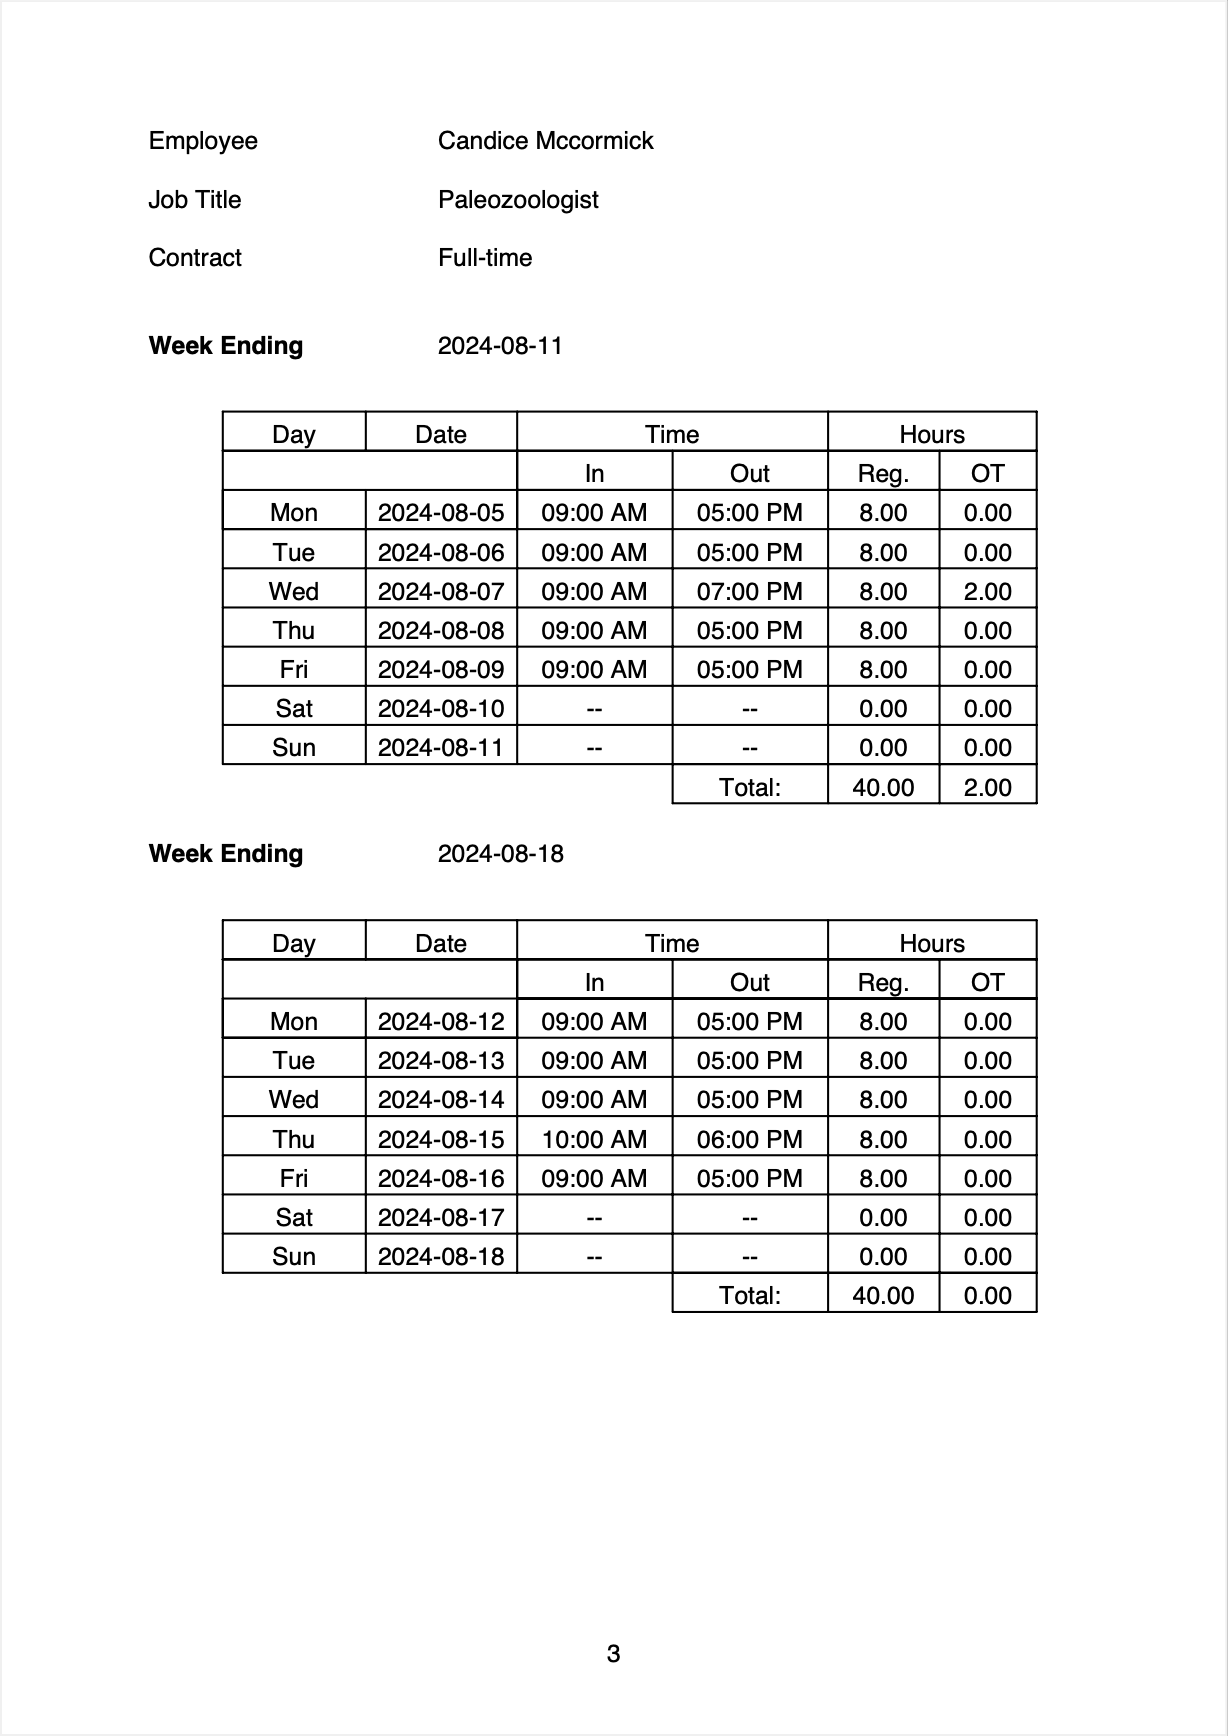 Employee Candice Mccormick
Job Title Paleozoologist
Contract Full-time
Week Ending 2024-08-11
Day Date Time Hours
In Out Reg. OT
Mon 2024-08-05 09:00 AM 05:00 PM 8.00 0.00
Tue 2024-08-06 09:00 AM 05:00 PM 8.00 0.00
Wed 2024-08-07 09:00 AM 07:00 PM 8.00 2.00
Thu 2024-08-08 09:00 AM 05:00 PM 8.00 0.00
Fri 2024-08-09 09:00 AM 05:00 PM 8.00 0.00
Sat 2024-08-10 -- -- 0.00 0.00
Sun 2024-08-11 -- -- 0.00 0.00
Total: 40.00 2.00
Week Ending 2024-08-18
Day Date Time Hours
In Out Reg. OT
Mon 2024-08-12 09:00 AM 05:00 PM 8.00 0.00
Tue 2024-08-13 09:00 AM 05:00 PM 8.00 0.00
Wed 2024-08-14 09:00 AM 05:00 PM 8.00 0.00
Thu 2024-08-15 10:00 AM 06:00 PM 8.00 0.00
Fri 2024-08-16 09:00 AM 05:00 PM 8.00 0.00
Sat 2024-08-17 -- -- 0.00 0.00
Sun 2024-08-18 -- -- 0.00 0.00
Total: 40.00 0.00
3